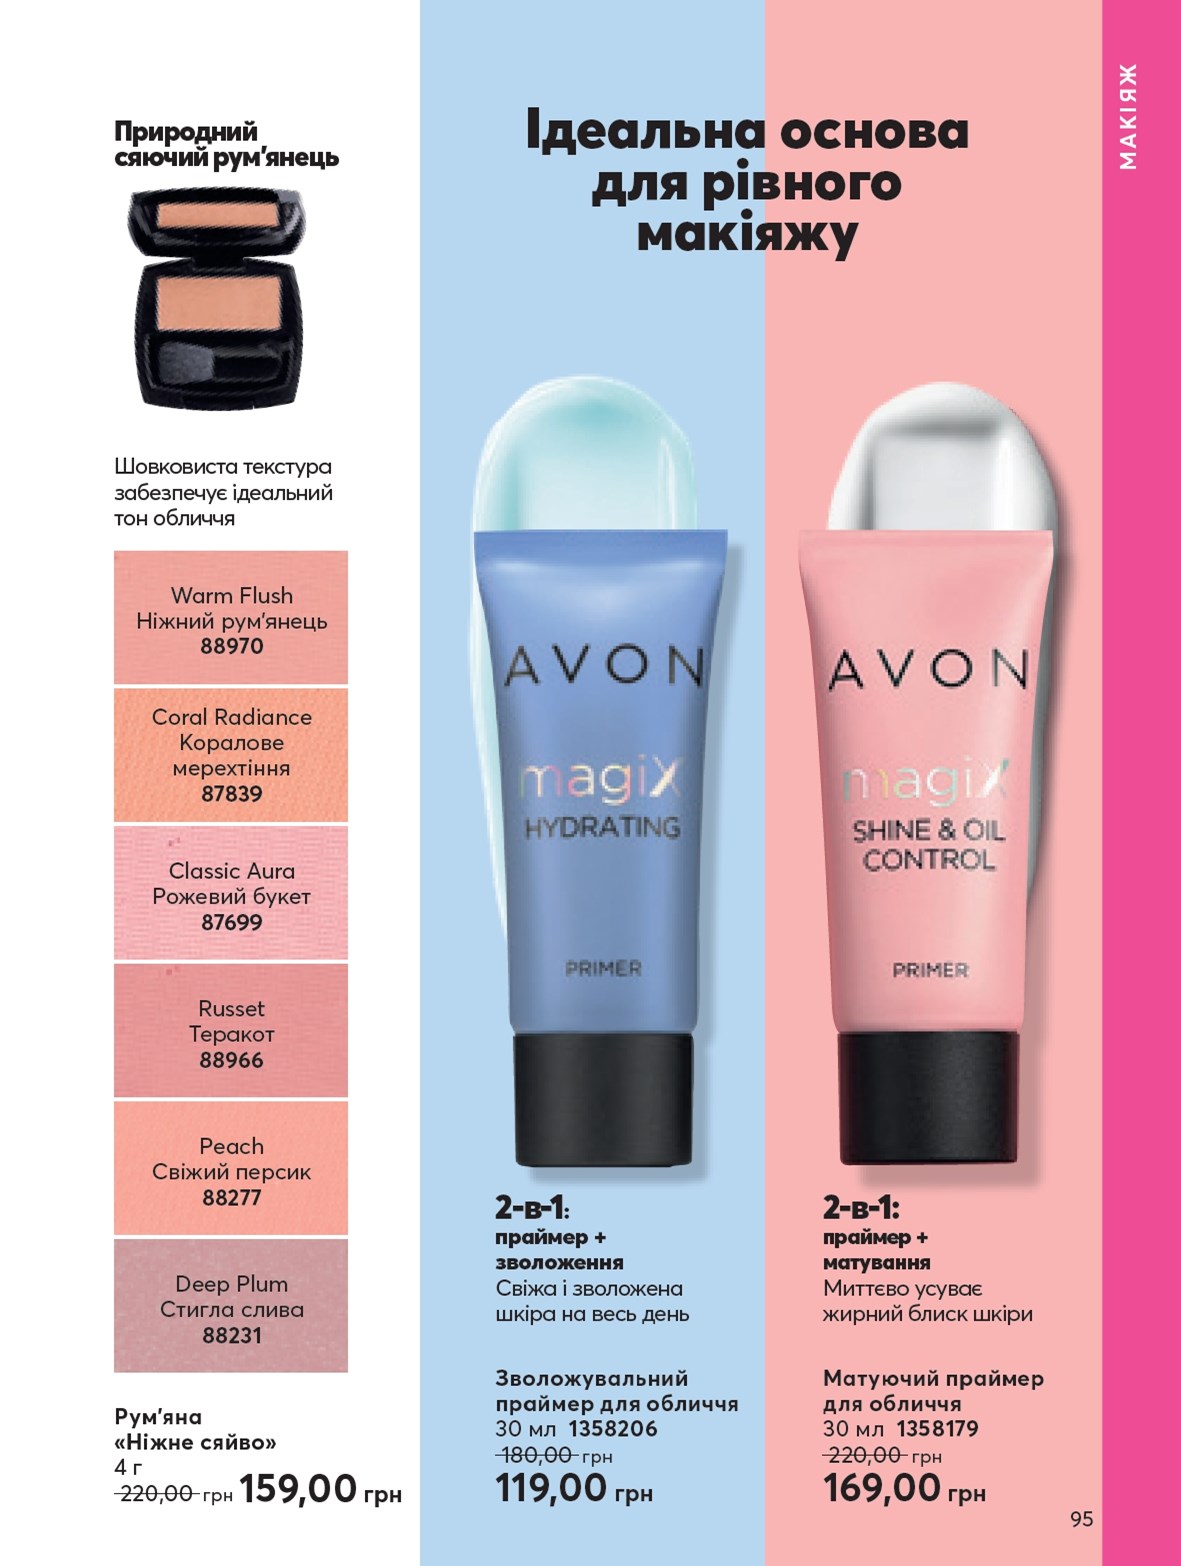 МАКІЯЖ
Природний
сяючий рум’янець
Шовковиста текстура
забезпечує ідеальний
тон обличчя
Warm Flush
Ніжний рум’янець
88970
Coral Radiance
Коралове
мерехтіння
87839
Classic Aura
Рожевий букет
87699
Russet
Теракот
88966
Peach
Свіжий персик
88277
Deep Plum
Стигла слива
88231
Рум’яна
«Ніжне сяйво»
4 г
220,00 грн 159,00 грн
Ідеальна основа
для рівного
макіяжу
AVON
magiX
HYDRATING
PRIMER
2-в-1:
праймер +
зволоження
Свіжа і зволожена
шкіра на весь день
Зволожувальний
праймер для обличчя
30 мл 1358206
180,00 грн
119,00 грн
AVON
magiX
SHINE & OIL
CONTROL
PRIMER
2-в-1:
праймер +
матування
Миттєво усуває
жирний блиск шкіри
Матуючий праймер
для обличчя
30 мл 1358179
220,00 грн
169,00 грн
95